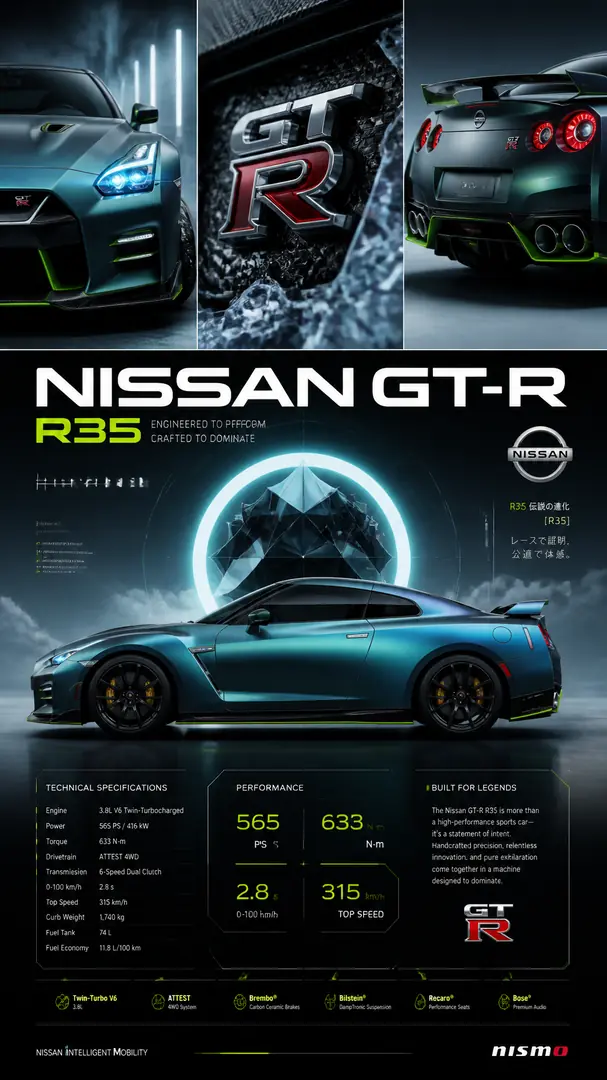 GT
R
NISSAN GT-R
R35
ENGINEERED TO PFFFCBM
CRAFTED TO DOMINATE
NISSAN
R35 伝説の進化
[R35]
レースで証明,
公道で体感。
TECHNICAL SPECIFICATIONS
Engine 3.8L V6 Twin-Turbocharged
Power 565 PS / 416 kW
Torque 633 N·m
Drivetrain ATTEST 4WD
Transmiesien 6-Speed Dual Clutch
0-100 km/h 2.8 s
Top Speed 315 km/h
Curb Weight 1,740 kg
Fuel Tank 74 L
Fuel Economy 11.8 L/100 km
PERFORMANCE
565
P'S
633
N·m
2.8 s
0-100 km/h
315 km/h
TOP SPEED
BUILT FOR LEGENDS
The Nissan GT-R R35 is more than
a high-performance sports car—
it's a statement of intent.
Handcrafted precision, relentless
innovation, and pure exhilaration
come together in a machine
designed to dominate.
GT
R
Twin-Turbo V6
3.8L
ATTEST
4WD System
Brembo®
Carbon Ceramic Brakes
Bilstein®
DampTronic Suspension
Recaro®
Performance Seats
Bose®
Premium Audio
NISSAN INTELLIGENT MOBILITY
nismo